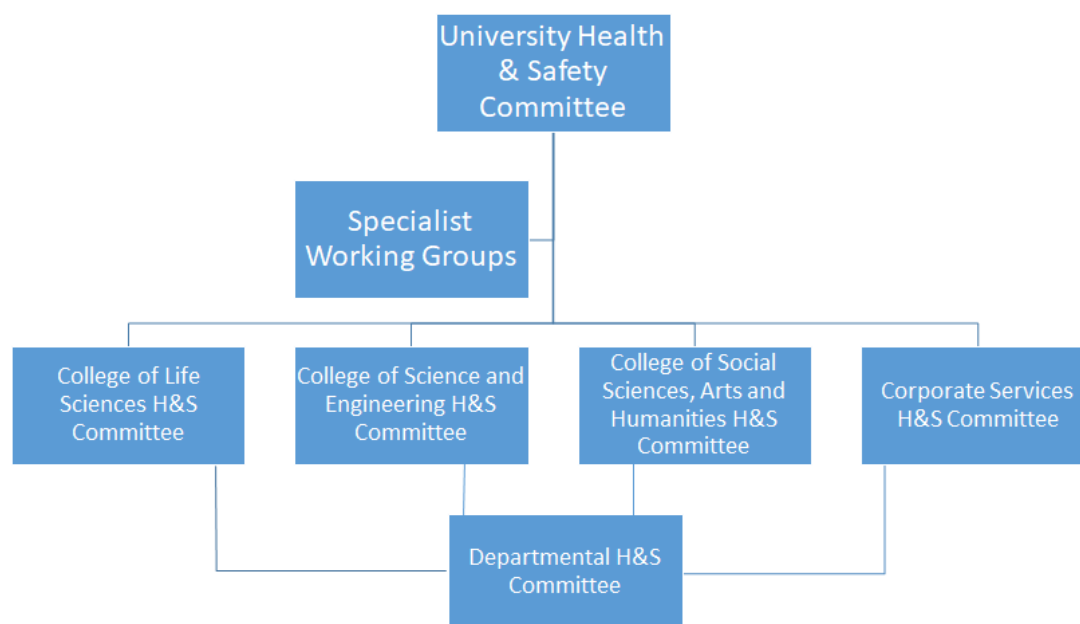 University Health
& Safety
Committee
Specialist
Working Groups
College of Life
Sciences H&S
Committee
College of Science and
Engineering H&S
Committee
College of Social
Sciences, Arts and
Humanities H&S
Committee
Corporate Services
H&S Committee
Departmental H&S
Committee